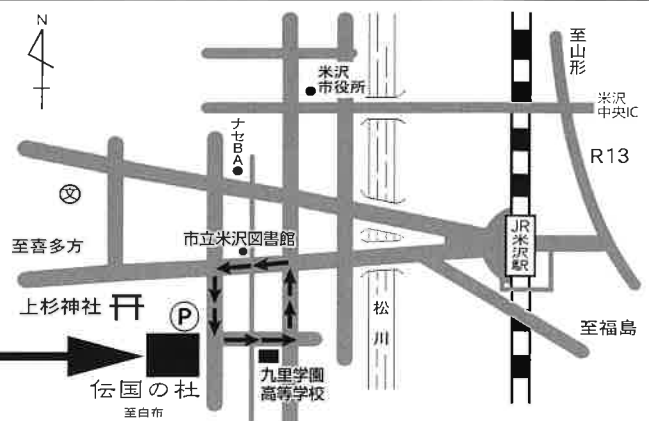 N
至山形
米沢
市役所
米沢
中央IC
ナセBA
R13
文
市立米沢図書館
JR米沢駅
至喜多方
上杉神社
P
松川
至福島
伝国の杜
九里学園
高等学校
至白布